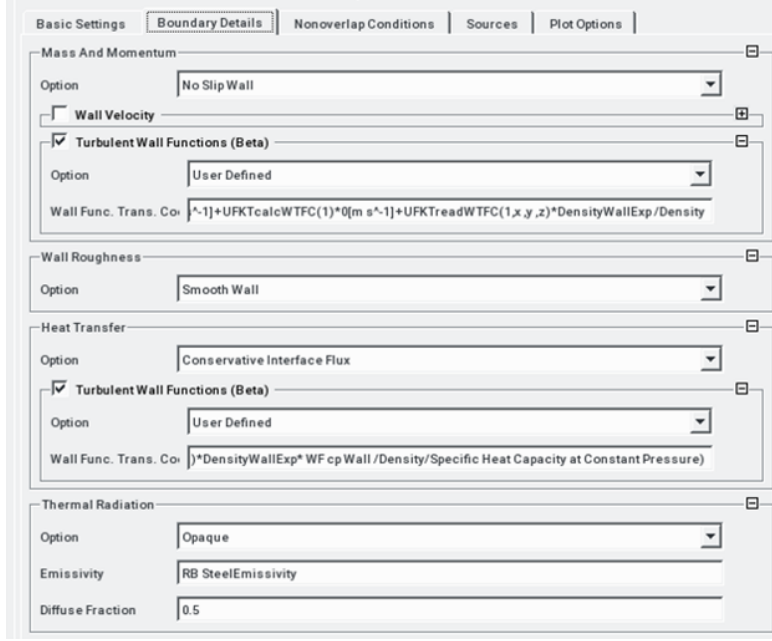 Basic Settings Boundary Details Nonoverlap Conditions Sources Plot Options
Mass And Momentum
Option No Slip Wall
Wall Velocity
Turbulent Wall Functions (Beta)
Option User Defined
Wall Func. Trans. Co ^-1]+UFKTcalcWTFC(1)*0[m s^-1]+UFKTreadWTFC(1,x,y,z)*DensityWallExp/Density
Wall Roughness
Option Smooth Wall
Heat Transfer
Option Conservative Interface Flux
Turbulent Wall Functions (Beta)
Option User Defined
Wall Func. Trans. Co )*DensityWallExp* WF cp Wall /Density/Specific Heat Capacity at Constant Pressure)
Thermal Radiation
Option Opaque
Emissivity RB SteelEmissivity
Diffuse Fraction 0.5